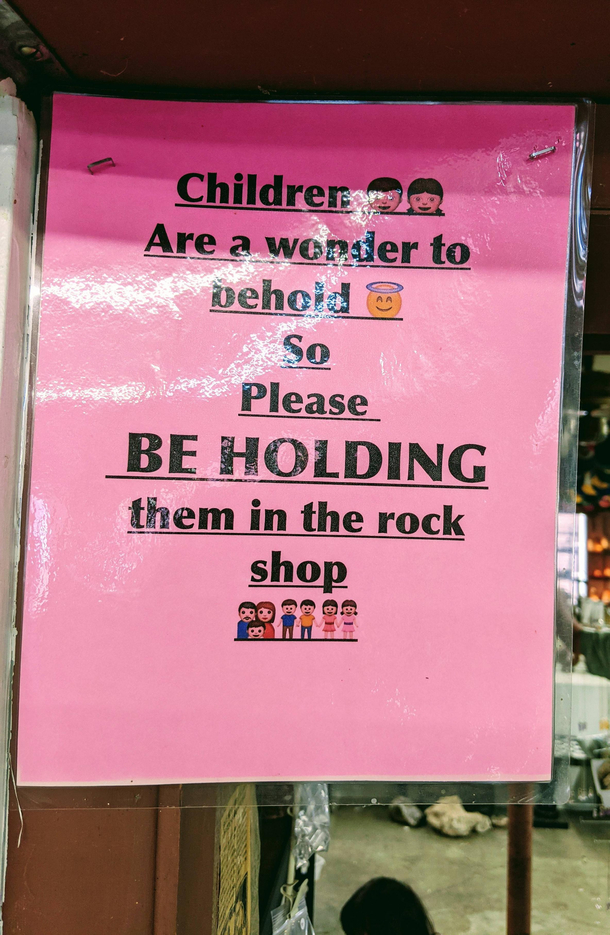 Children 👦👧
Are a wonder to
behold 😇
So
Please
BE HOLDING
them in the rock
shop
👪👬👭